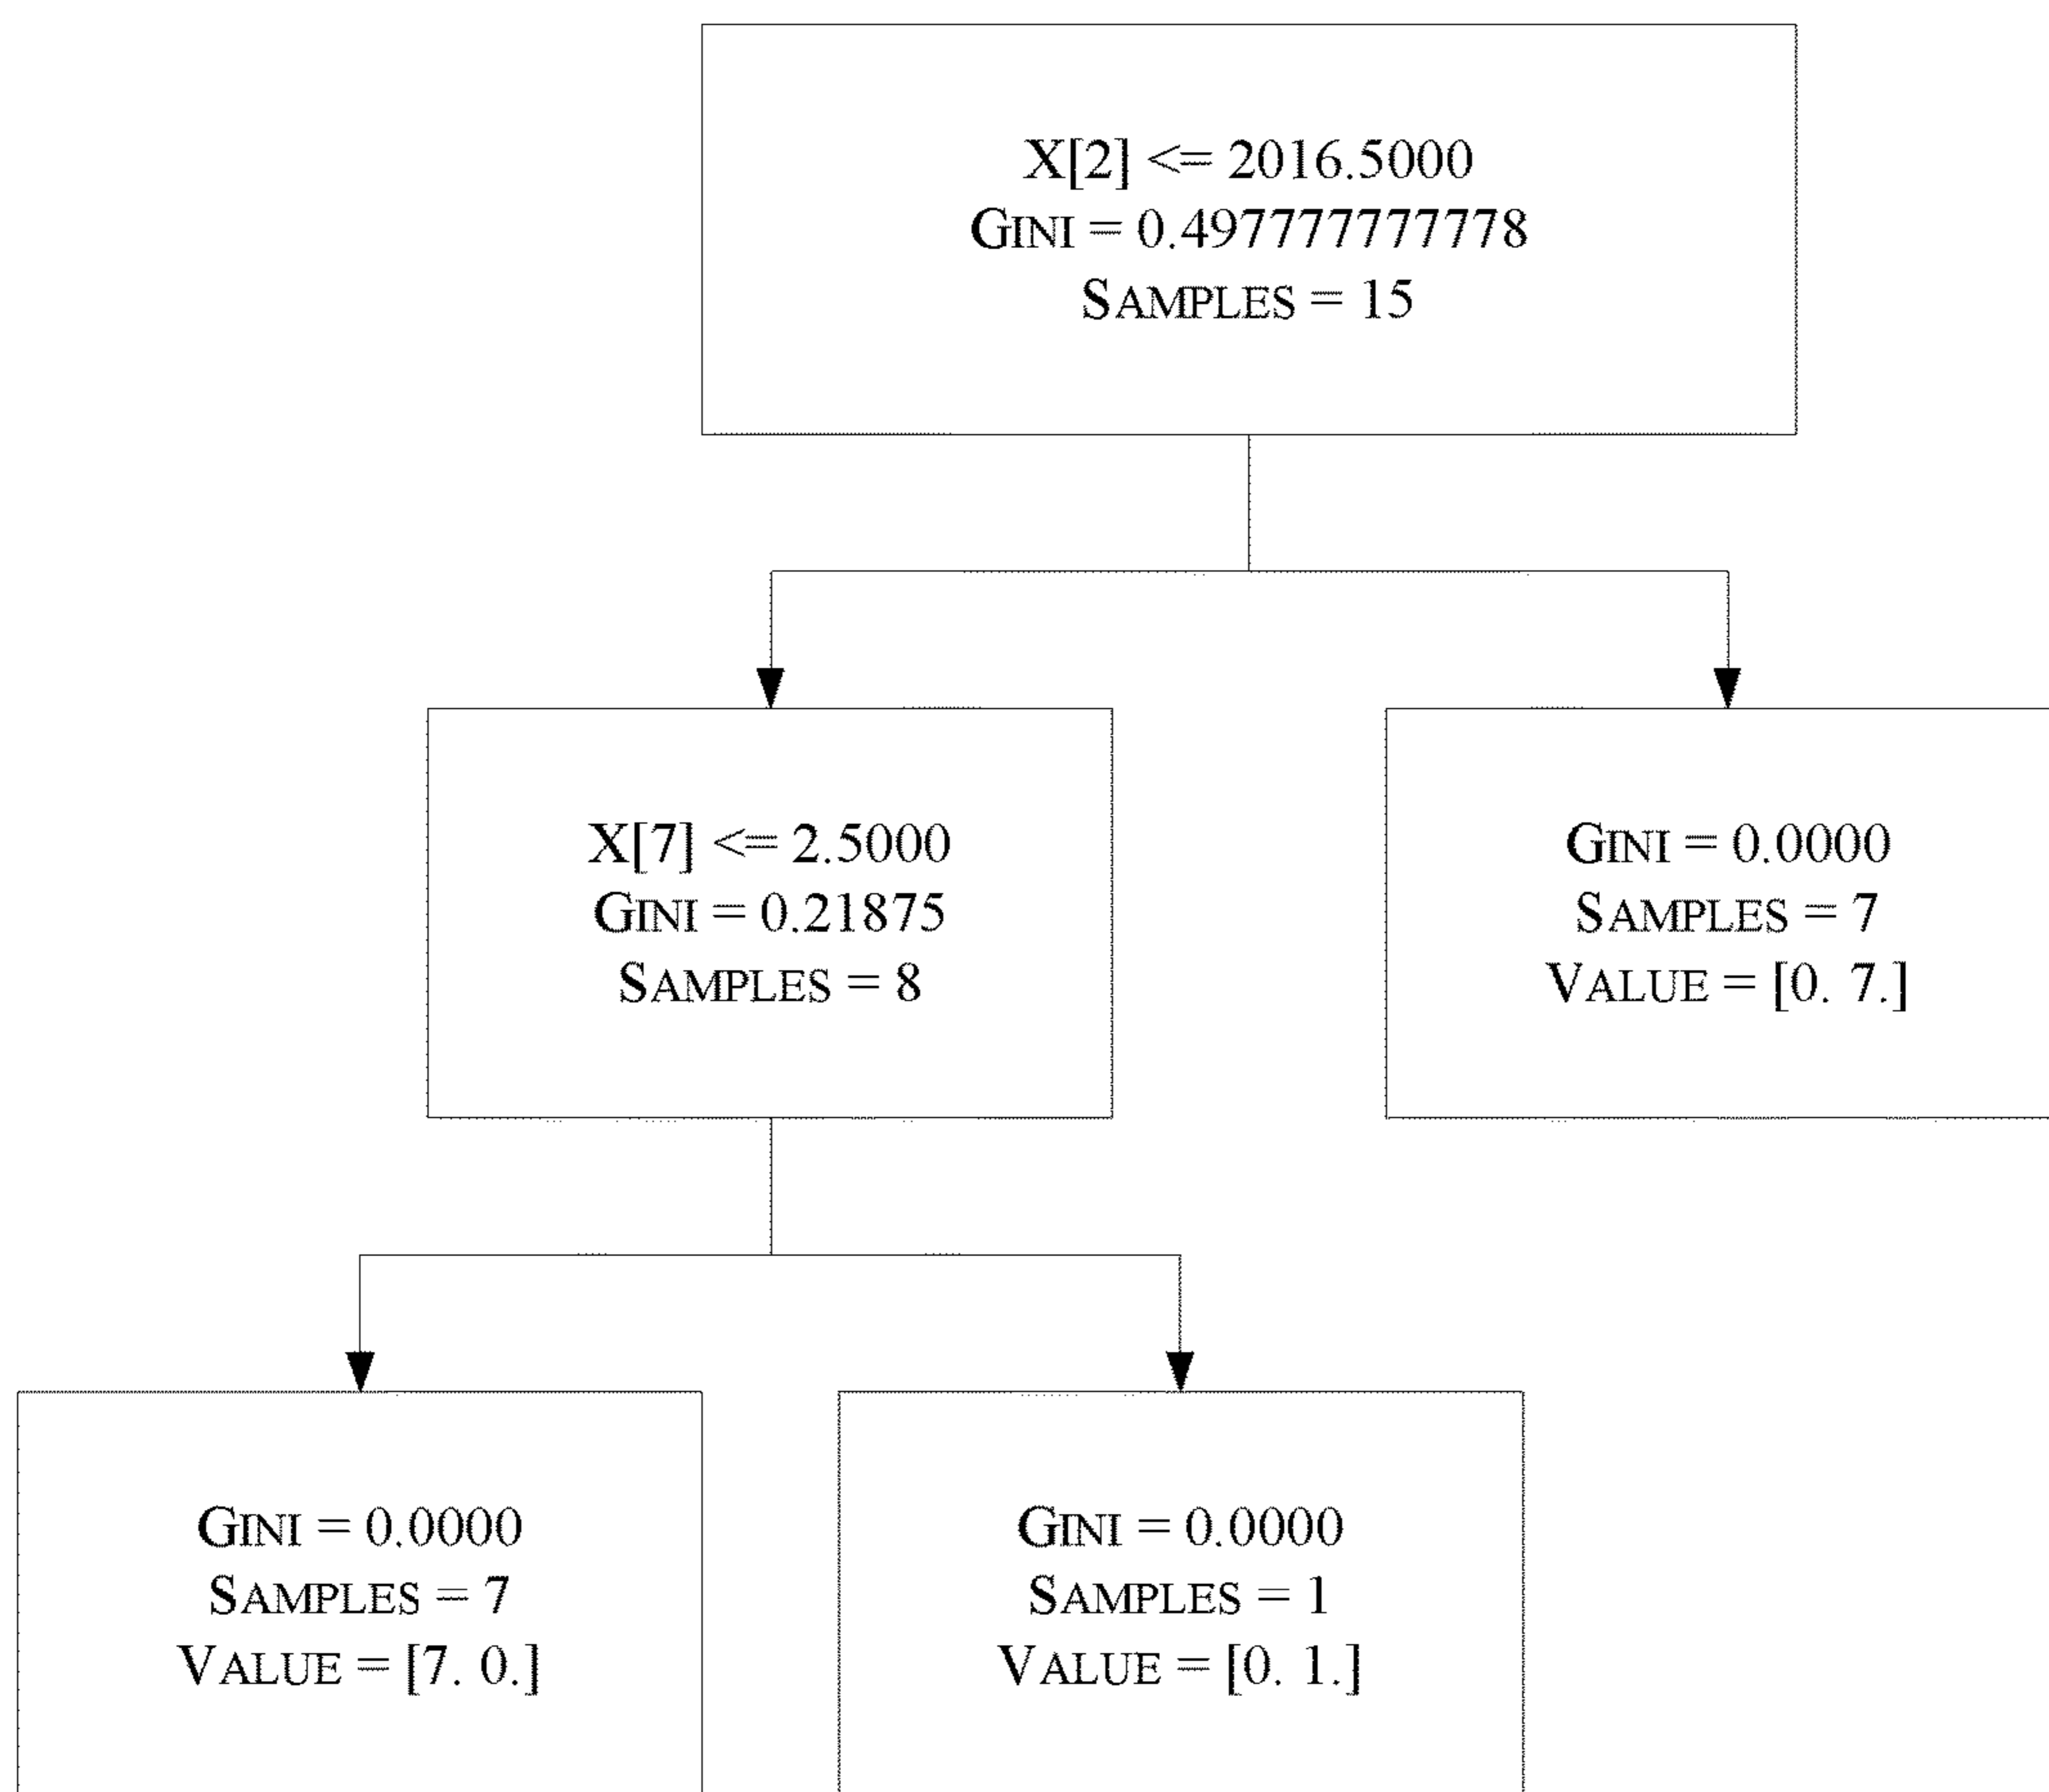 X[2] <= 2016.5000
GINI = 0.497777777778
SAMPLES = 15
X[7] <= 2.5000
GINI = 0.21875
SAMPLES = 8
GINI = 0.0000
SAMPLES = 7
VALUE = [0. 7.]
GINI = 0.0000
SAMPLES = 7
VALUE = [7. 0.]
GINI = 0.0000
SAMPLES = 1
VALUE = [0. 1.]